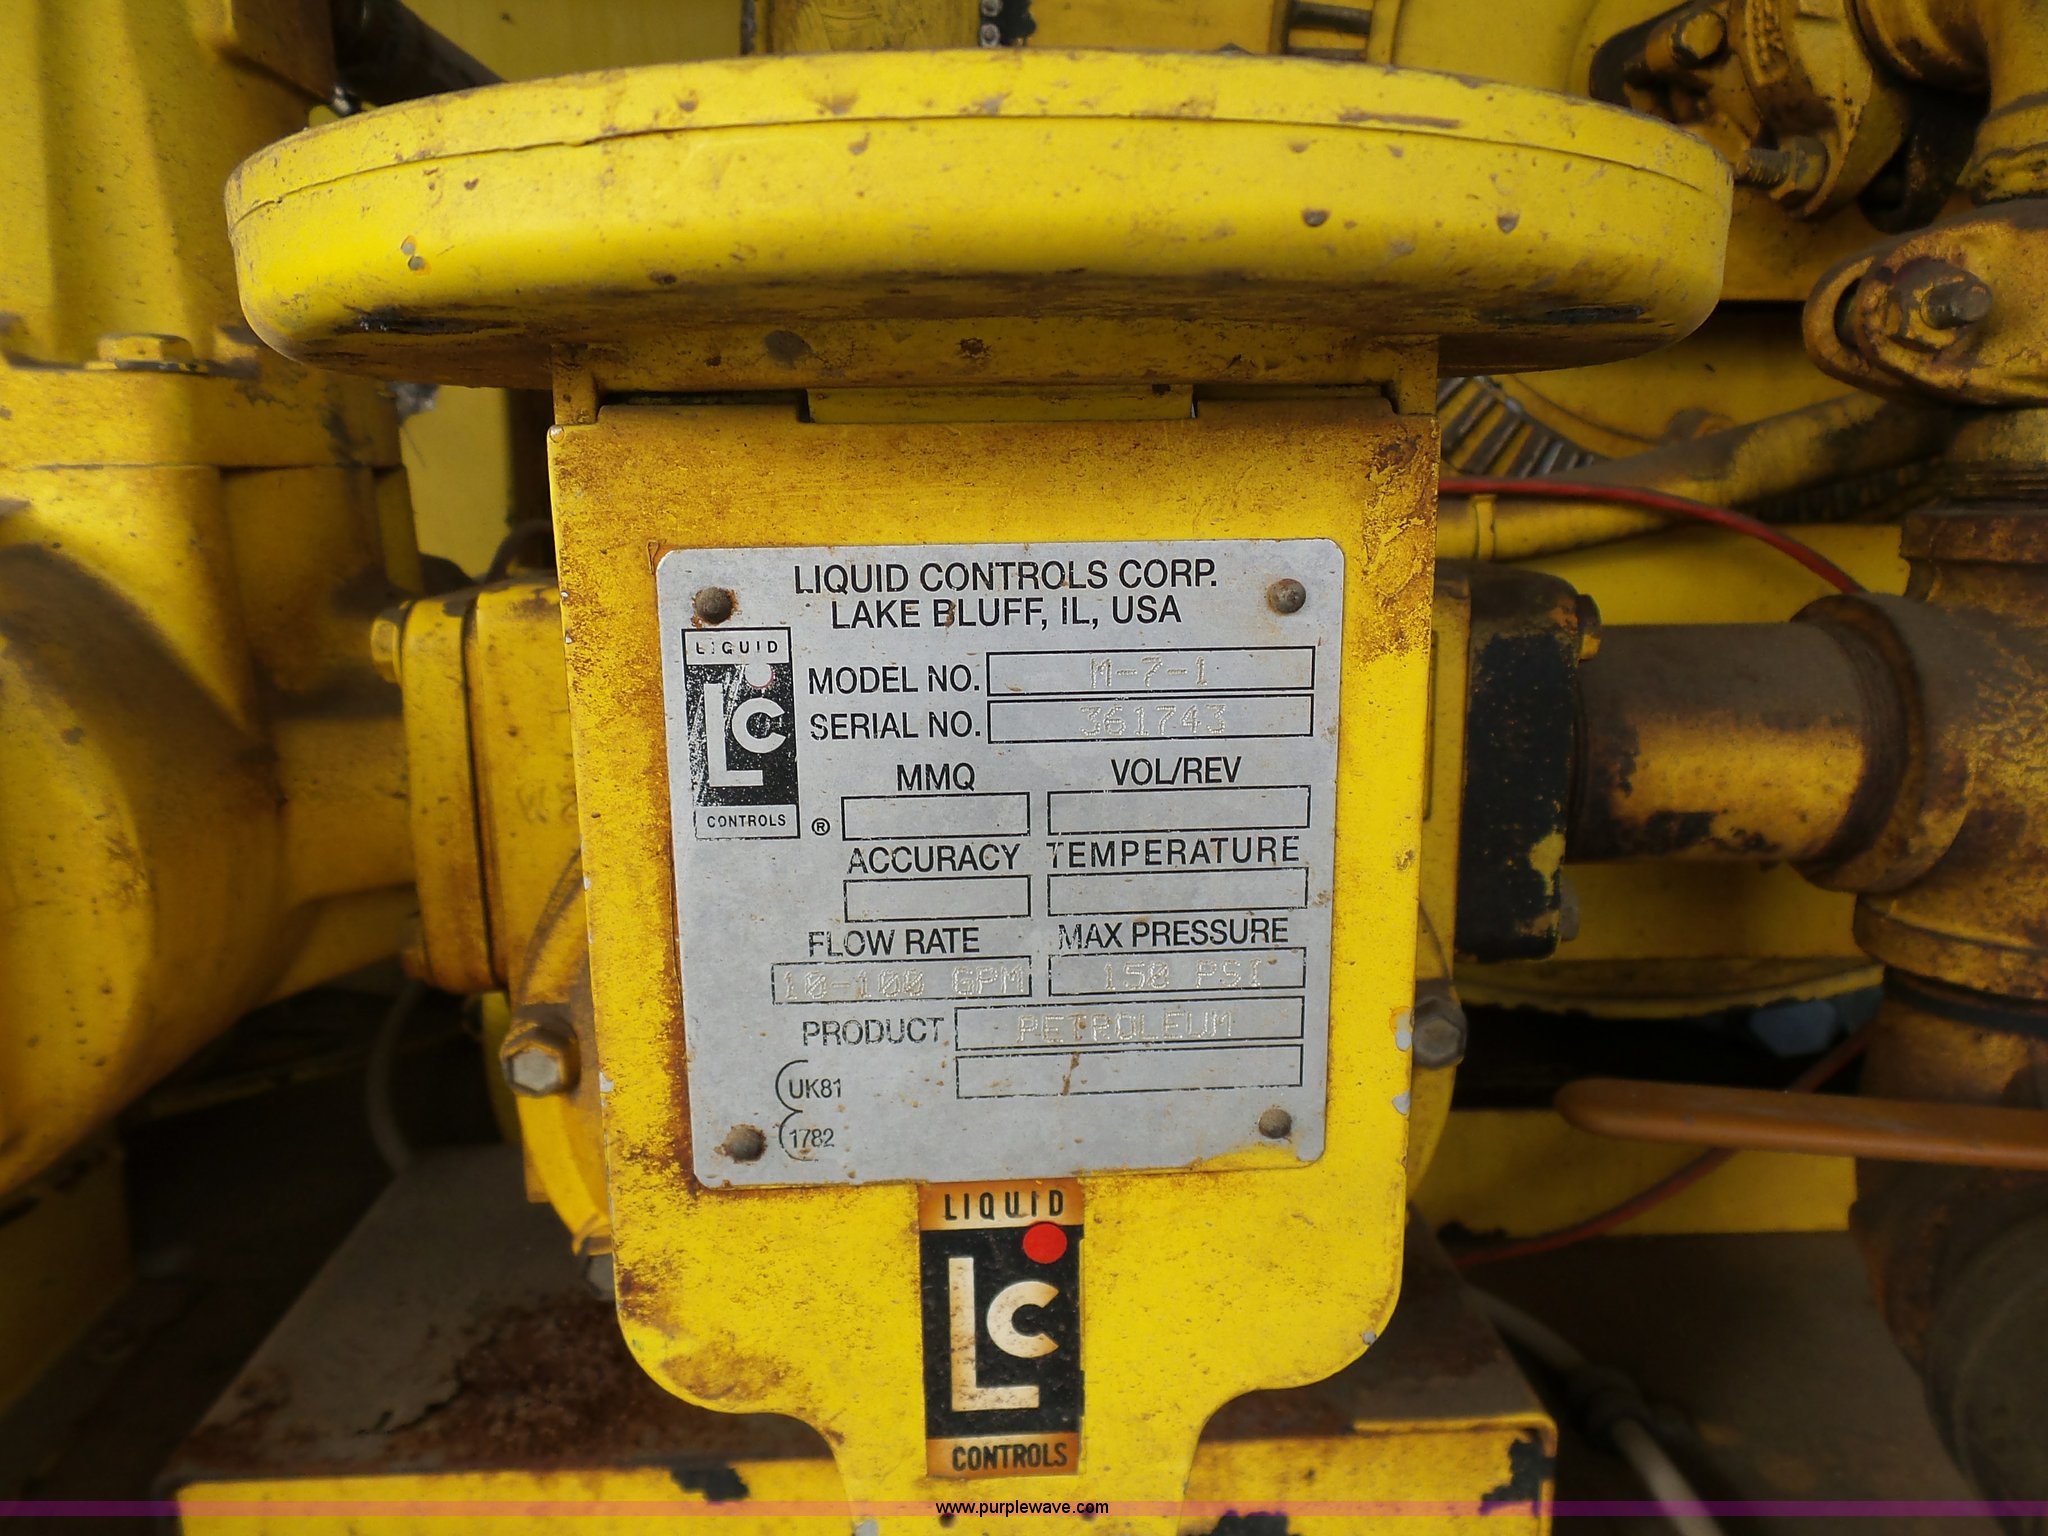 LIQUID CONTROLS CORP.
LAKE BLUFF, IL, USA
LIQUID
LC
CONTROLS ®
MODEL NO. M-7-1
SERIAL NO. 361743
MMQ VOL/REV
ACCURACY TEMPERATURE
FLOW RATE MAX PRESSURE
10-100 GPM 150 PSI
PRODUCT PETROLEUM
UK81
1782
LIQUID
LC
CONTROLS
www.purplewave.com